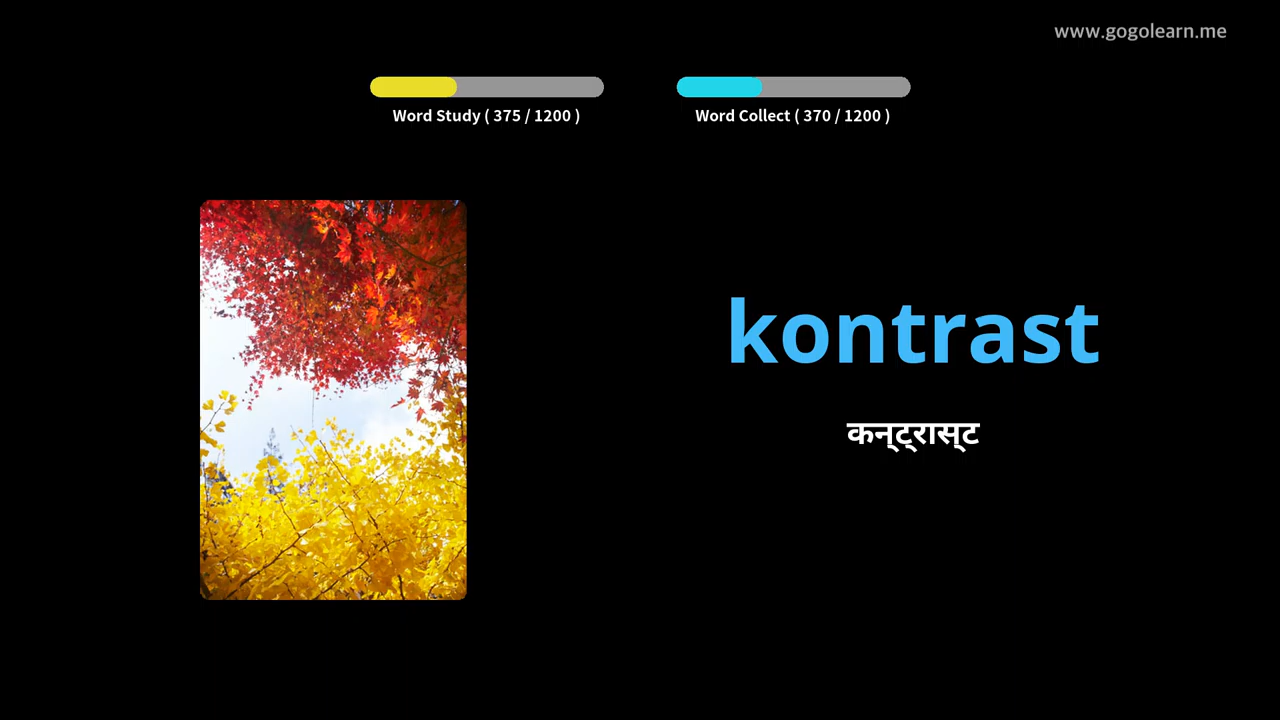 www.gogolearn.me
Word Study ( 375 / 1200 )
Word Collect ( 370 / 1200 )
kontrast
कन्ट्रास्ट